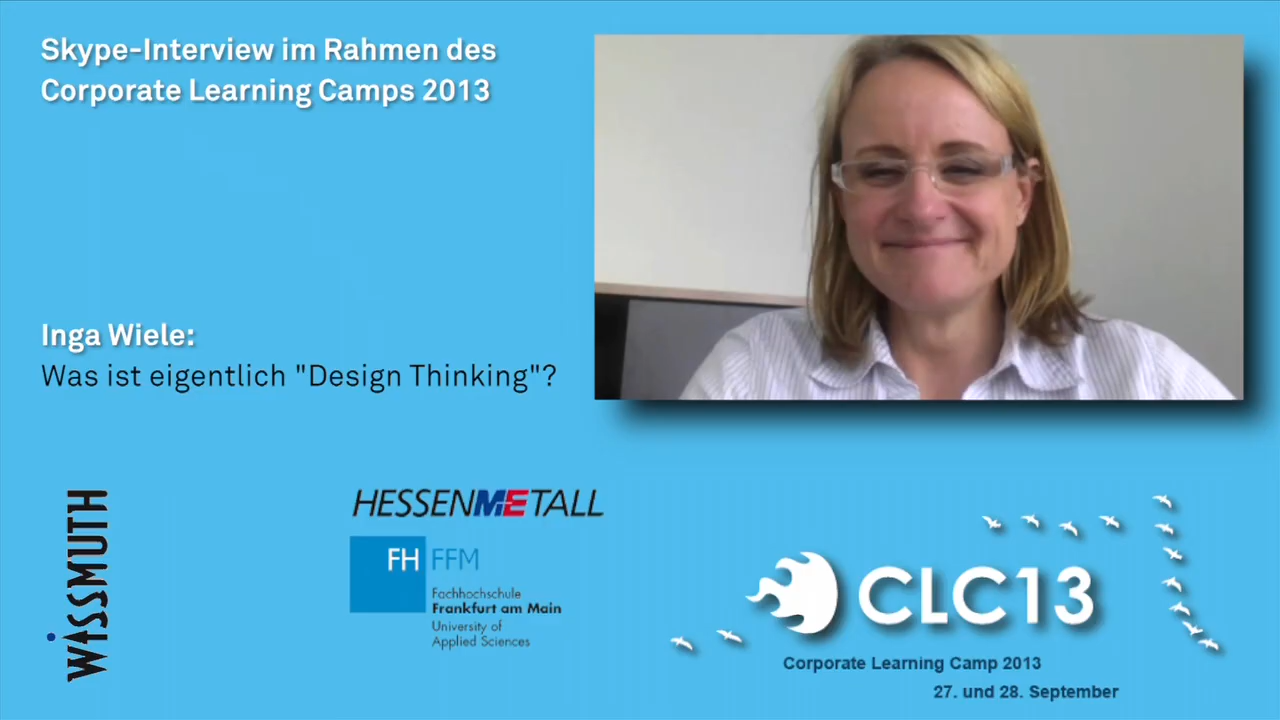 Skype-Interview im Rahmen des
Corporate Learning Camps 2013
Inga Wiele:
Was ist eigentlich "Design Thinking"?
WISSMUTH
HESSENMETALL
FH FFM
Fachhochschule
Frankfurt am Main
University of
Applied Sciences
CLC13
Corporate Learning Camp 2013
27. und 28. September